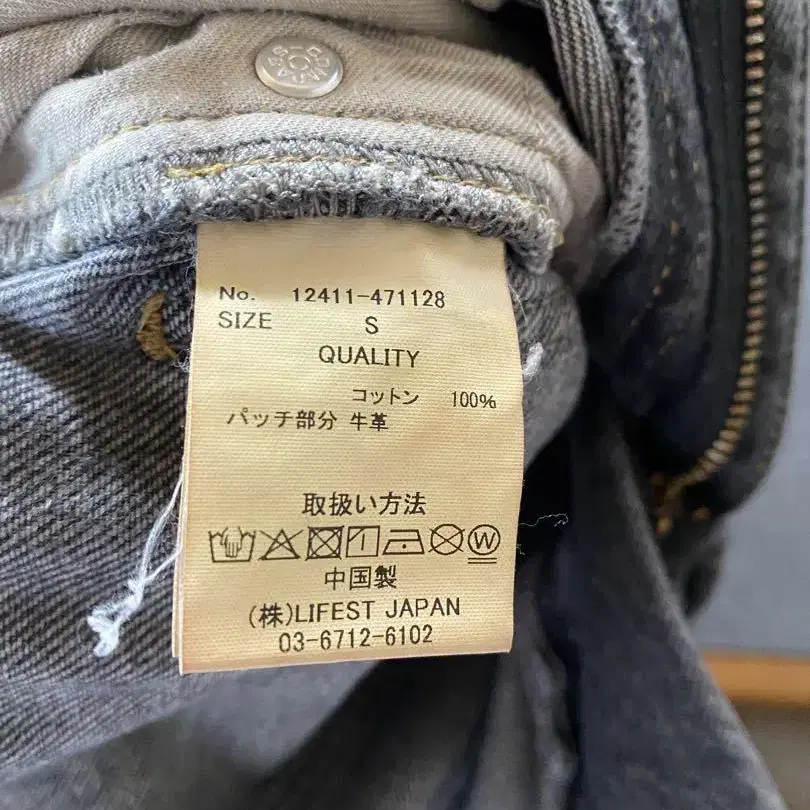 No. 12411-471128
SIZE S
QUALITY
コットン 100%
パッチ部分 牛革
取扱い方法
W
中国製
(株)LIFEST JAPAN
03-6712-6102